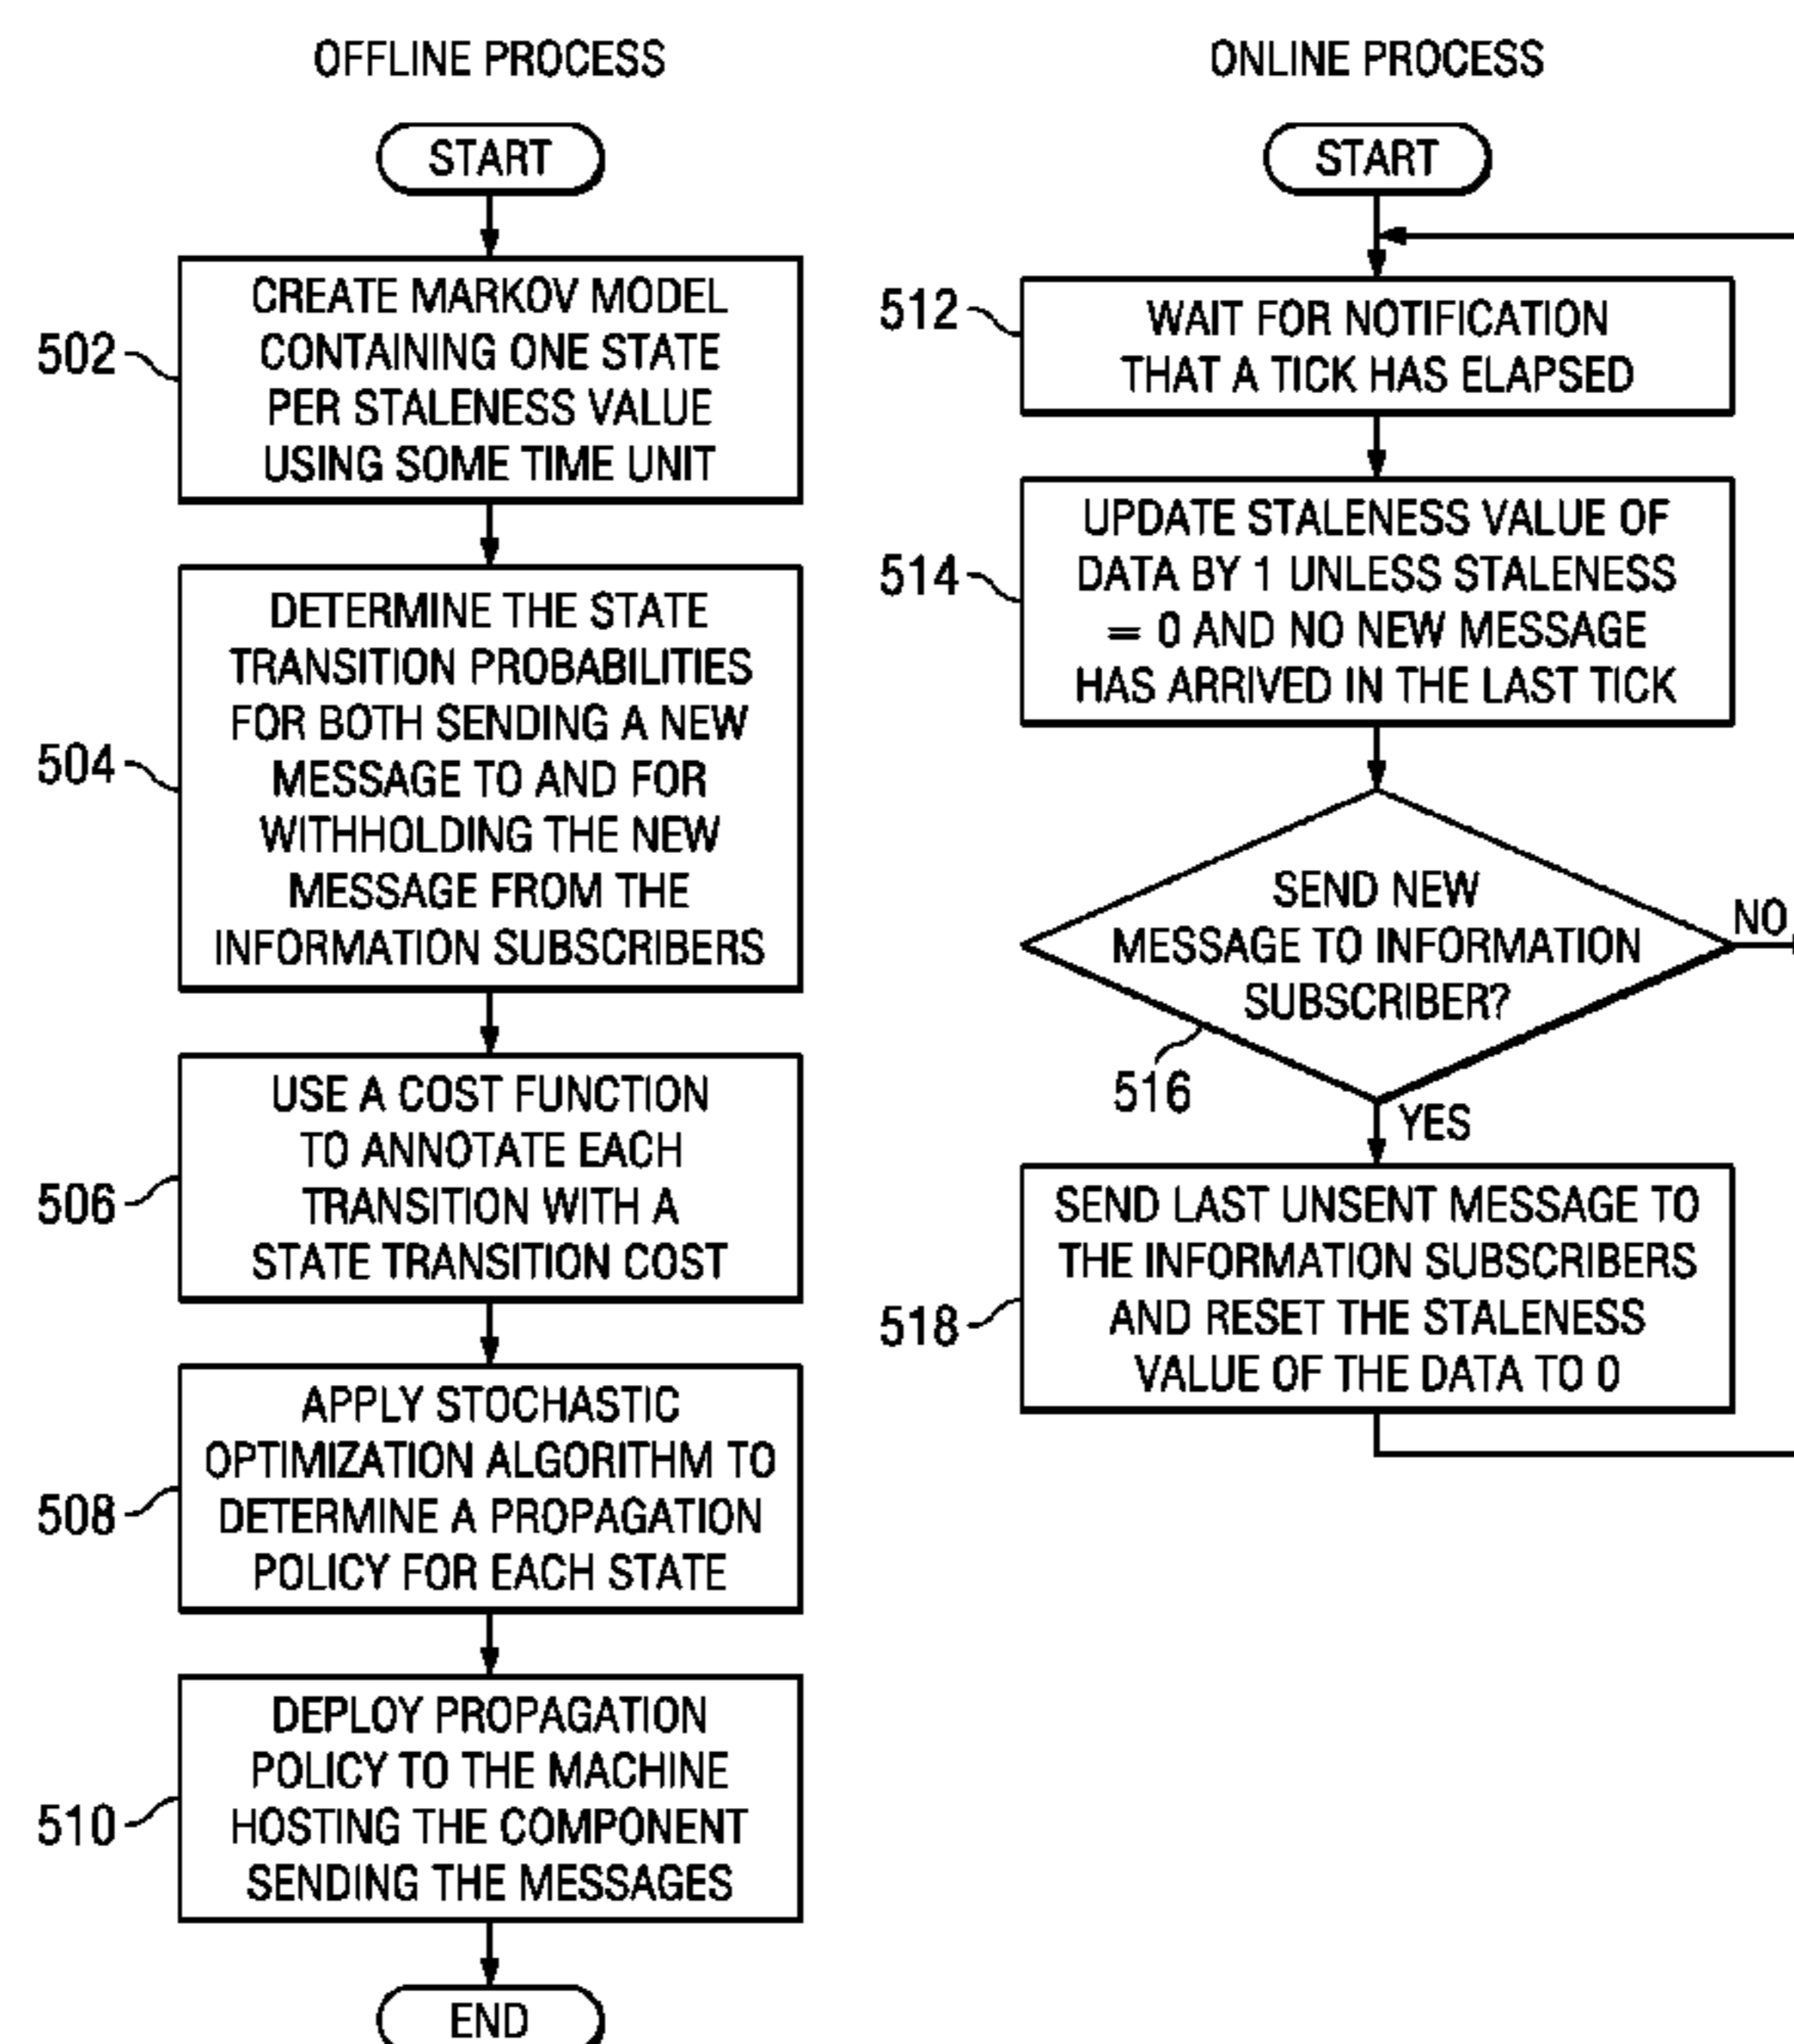 OFFLINE PROCESS
START
502
CREATE MARKOV MODEL
CONTAINING ONE STATE
PER STALENESS VALUE
USING SOME TIME UNIT
504
DETERMINE THE STATE
TRANSITION PROBABILITIES
FOR BOTH SENDING A NEW
MESSAGE TO AND FOR
WITHHOLDING THE NEW
MESSAGE FROM THE
INFORMATION SUBSCRIBERS
506
USE A COST FUNCTION
TO ANNOTATE EACH
TRANSITION WITH A
STATE TRANSITION COST
508
APPLY STOCHASTIC
OPTIMIZATION ALGORITHM TO
DETERMINE A PROPAGATION
POLICY FOR EACH STATE
510
DEPLOY PROPAGATION
POLICY TO THE MACHINE
HOSTING THE COMPONENT
SENDING THE MESSAGES
END
ONLINE PROCESS
START
512
WAIT FOR NOTIFICATION
THAT A TICK HAS ELAPSED
514
UPDATE STALENESS VALUE OF
DATA BY 1 UNLESS STALENESS
= 0 AND NO NEW MESSAGE
HAS ARRIVED IN THE LAST TICK
SEND NEW
MESSAGE TO INFORMATION
SUBSCRIBER?
NO
516
YES
518
SEND LAST UNSENT MESSAGE TO
THE INFORMATION SUBSCRIBERS
AND RESET THE STALENESS
VALUE OF THE DATA TO 0